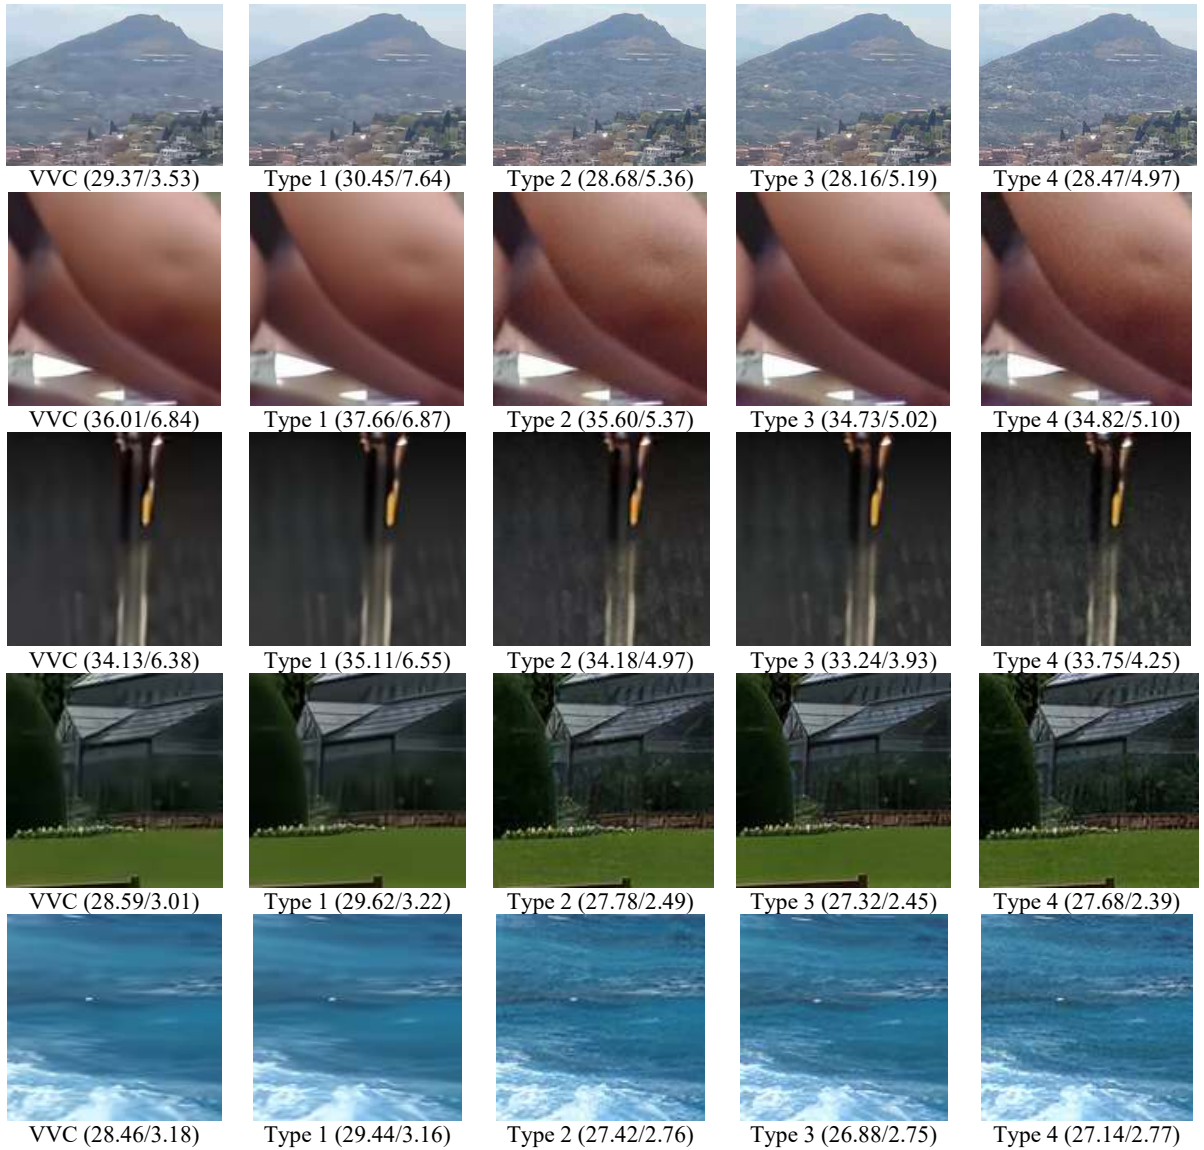 VVC (29.37/3.53) Type 1 (30.45/7.64) Type 2 (28.68/5.36) Type 3 (28.16/5.19) Type 4 (28.47/4.97)
VVC (36.01/6.84) Type 1 (37.66/6.87) Type 2 (35.60/5.37) Type 3 (34.73/5.02) Type 4 (34.82/5.10)
VVC (34.13/6.38) Type 1 (35.11/6.55) Type 2 (34.18/4.97) Type 3 (33.24/3.93) Type 4 (33.75/4.25)
VVC (28.59/3.01) Type 1 (29.62/3.22) Type 2 (27.78/2.49) Type 3 (27.32/2.45) Type 4 (27.68/2.39)
VVC (28.46/3.18) Type 1 (29.44/3.16) Type 2 (27.42/2.76) Type 3 (26.88/2.75) Type 4 (27.14/2.77)